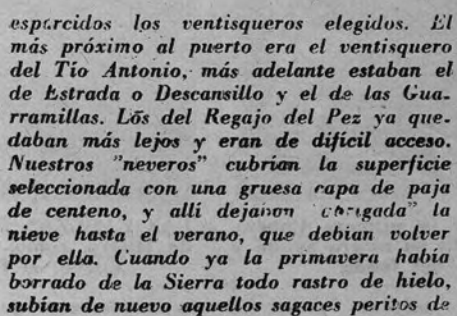 esparcidos los ventisqueros elegidos. El
más próximo al puerto era el ventisquero
del Tío Antonio, más adelante estaban el
de Estrada o Descansillo y el de las Gua-
rramillas. Los del Regajo del Pez ya que-
daban más lejos y eran de difícil acceso.
Nuestros "neveros" cubrían la superficie
seleccionada con una gruesa capa de paja
de centeno, y allí dejaban la
nieve hasta el verano, que debían volver
por ella. Cuando ya la primavera había
borrado de la Sierra todo rastro de hielo,
subían de nuevo aquellos sagaces peritos de